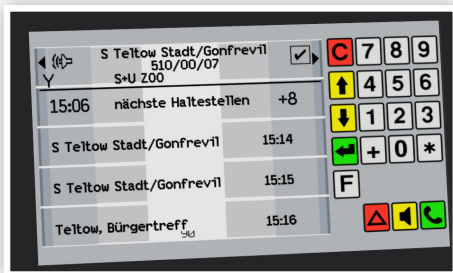 S Teltow Stadt/Gonfrevil
510/00/07
Y S+U ZOO
15:06 nächste Haltestellen +8
S Teltow Stadt/Gonfrevil 15:14
S Teltow Stadt/Gonfrevil 15:15
Teltow, Bürgertreff 15:16
C 7 8 9
4 5 6
1 2 3
+ 0 *
F